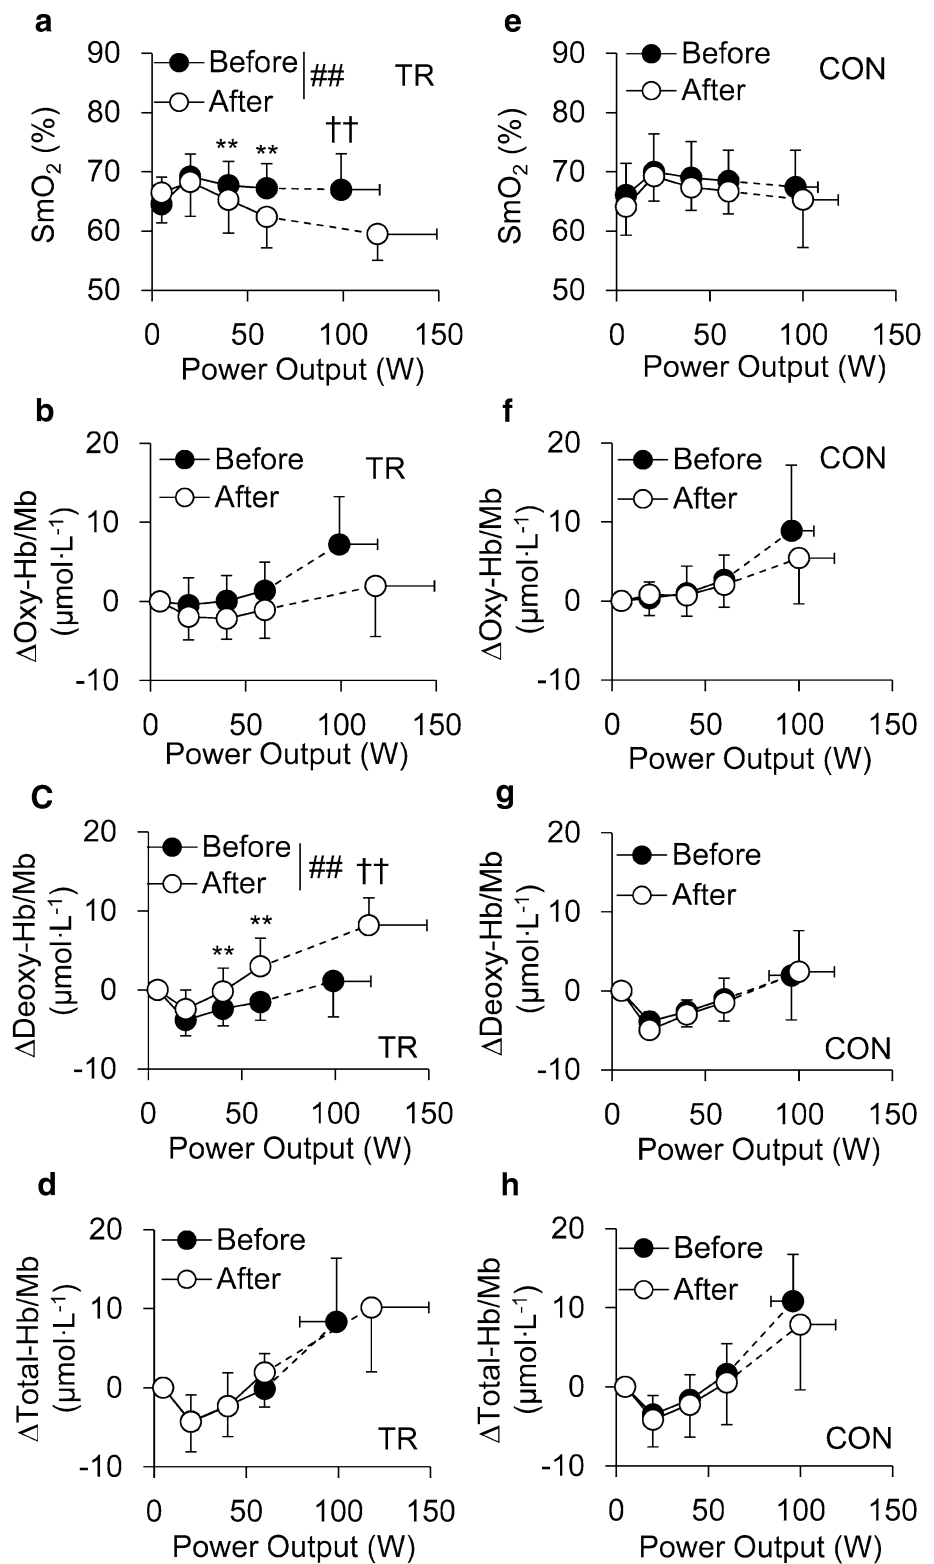 a
90
80
70
60
50
SmO2 (%)
Before
After
##
TR
**
**
††
0
50
100
150
Power Output (W)
e
90
80
70
60
50
SmO2 (%)
Before
After
CON
0
50
100
150
Power Output (W)
b
20
10
0
-10
ΔOxy-Hb/Mb
(μmol·L-1)
Before
After
TR
0
50
100
150
Power Output (W)
f
20
10
0
-10
ΔOxy-Hb/Mb
(μmol·L-1)
Before
After
CON
0
50
100
150
Power Output (W)
C
20
10
0
-10
ΔDeoxy-Hb/Mb
(μmol·L-1)
Before
After
##
††
**
**
TR
0
50
100
150
Power Output (W)
g
20
10
0
-10
ΔDeoxy-Hb/Mb
(μmol·L-1)
Before
After
CON
0
50
100
150
Power Output (W)
d
20
10
0
-10
ΔTotal-Hb/Mb
(μmol·L-1)
Before
After
TR
0
50
100
150
Power Output (W)
h
20
10
0
-10
ΔTotal-Hb/Mb
(μmol·L-1)
Before
After
CON
0
50
100
150
Power Output (W)